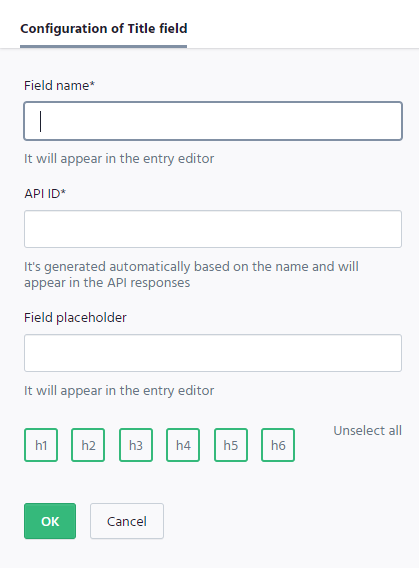 Configuration of Title field
Field name*
It will appear in the entry editor
API ID*
It's generated automatically based on the name and will
appear in the API responses
Field placeholder
It will appear in the entry editor
h1 h2 h3 h4 h5 h6 Unselect all
OK Cancel